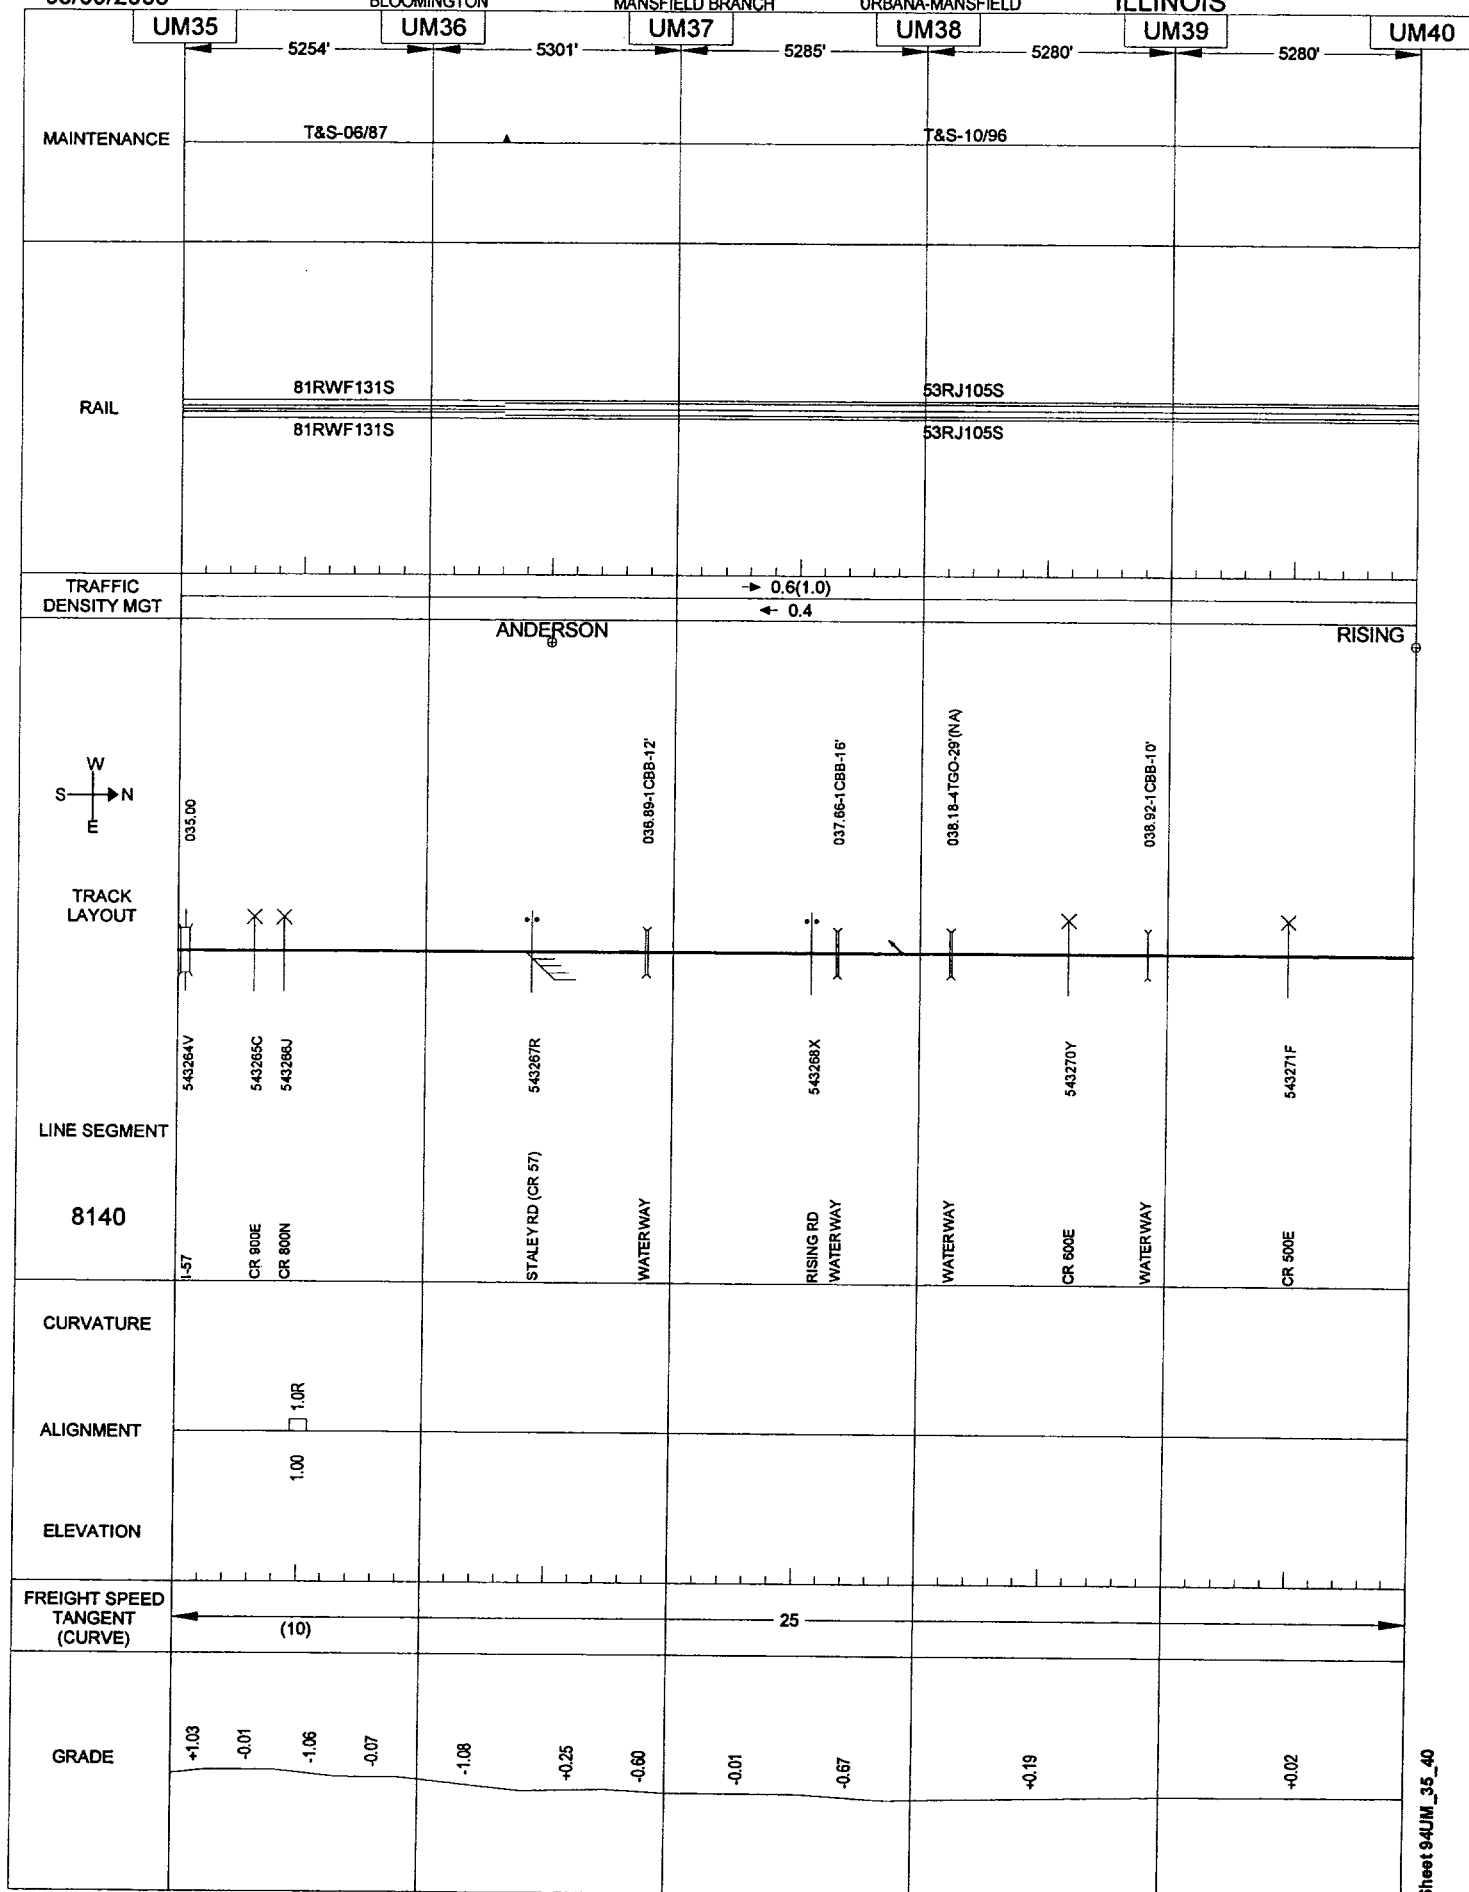 BLOOMINGTON MANSFIELD BRANCH URBANA-MANSFIELD ILLINOIS
UM35 UM36 UM37 UM38 UM39 UM40
5254' 5301' 5285' 5280' 5280'
MAINTENANCE T&S-06/87 T&S-10/96
RAIL
81RWF131S 53RJ105S
81RWF131S 53RJ105S
TRAFFIC
DENSITY MGT
0.6(1.0)
0.4
ANDERSON RISING
W
S N
E
035.00
036.89-1CBB-12'
037.66-1CBB-16'
038.18-4TGO-29'(NA)
038.92-1CBB-10'
TRACK
LAYOUT
543264V
543265C
543266J
543267R
543268X
543270Y
543271F
LINE SEGMENT
8140
I-57
CR 900E
CR 800N
STALEY RD (CR 57)
WATERWAY
RISING RD
WATERWAY
WATERWAY
CR 600E
WATERWAY
CR 500E
CURVATURE
1.0R
ALIGNMENT
1.00
ELEVATION
FREIGHT SPEED
TANGENT
(CURVE)
(10) 25
GRADE
+1.03
-0.01
-1.06
-0.07
-1.08
+0.25
-0.60
-0.01
-0.67
+0.19
+0.02
Sheet 94UM_35_40